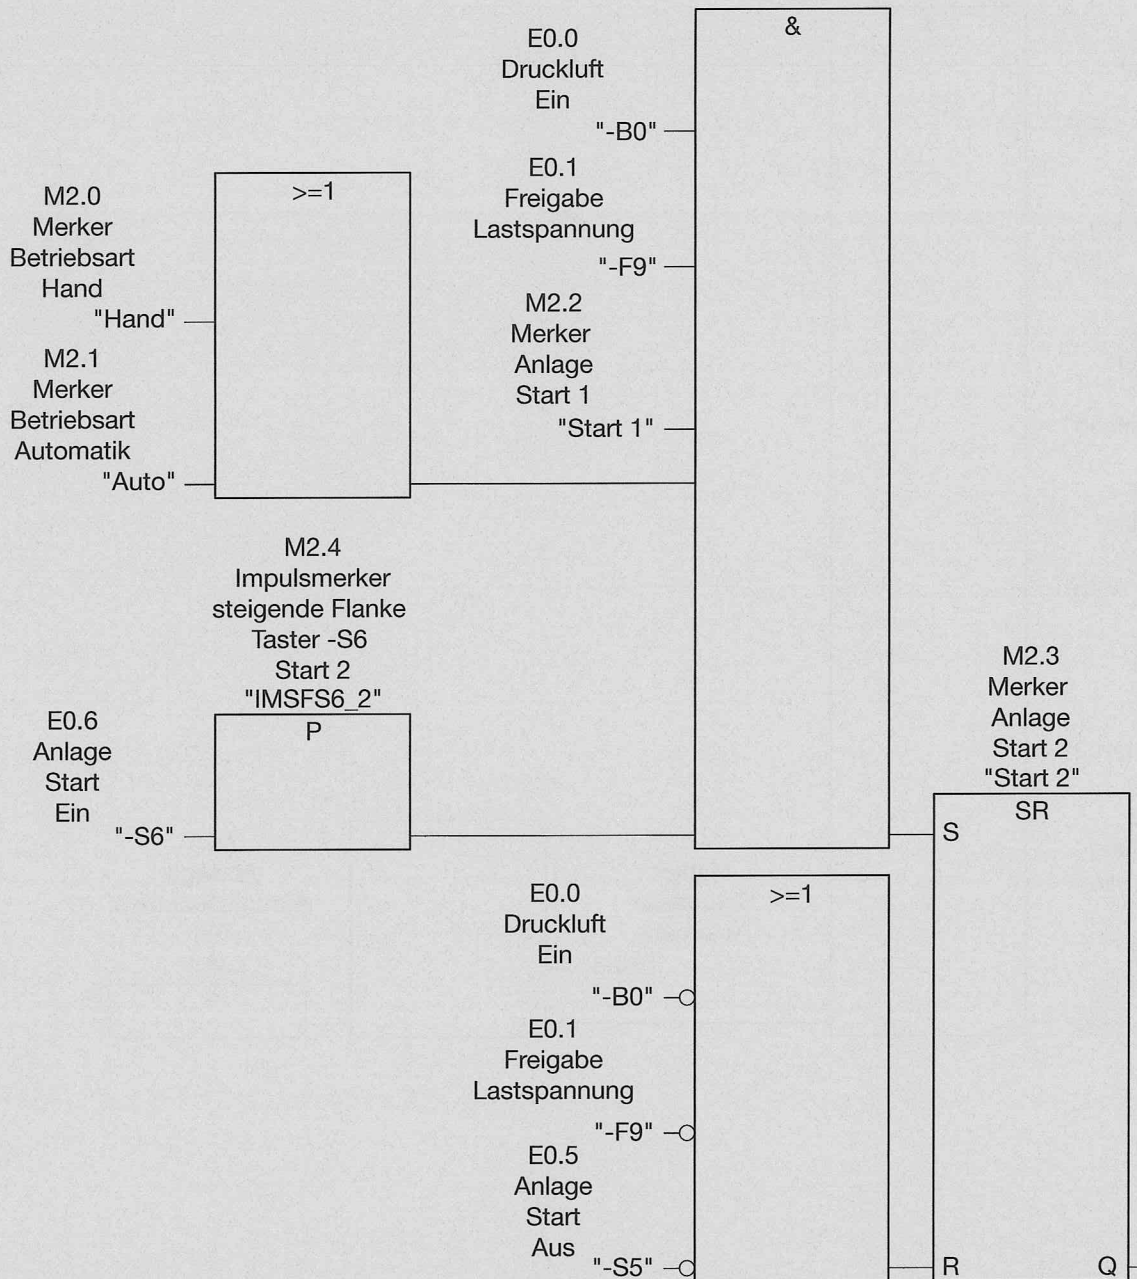 &
E0.0
Druckluft
Ein
"-B0"
E0.1
Freigabe
Lastspannung
"-F9"
M2.2
Merker
Anlage
Start 1
"Start 1"
>=1
M2.0
Merker
Betriebsart
Hand
"Hand"
M2.1
Merker
Betriebsart
Automatik
"Auto"
M2.4
Impulsmerker
steigende Flanke
Taster -S6
Start 2
"IMSFS6_2"
P
E0.6
Anlage
Start
Ein
"-S6"
M2.3
Merker
Anlage
Start 2
"Start 2"
SR
S
>=1
E0.0
Druckluft
Ein
"-B0"
E0.1
Freigabe
Lastspannung
"-F9"
E0.5
Anlage
Start
Aus
"-S5"
R Q